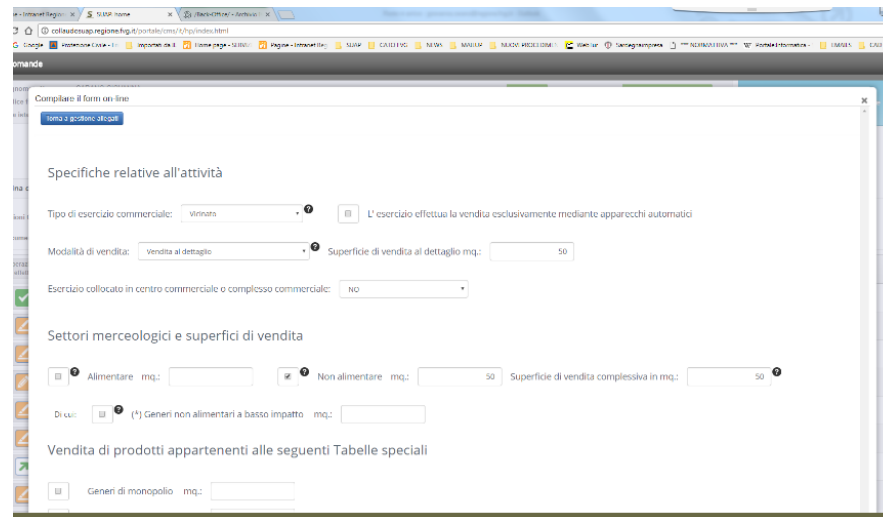 SUAP home
collaudosuap.regione.fvg.it/portale/cms/it/hp/index.html
Google
SUAP
NEWS
omande
Compilare il form on-line
Torna a gestione allegati
Specifiche relative all'attività
Tipo di esercizio commerciale: Vicinato L' esercizio effettua la vendita esclusivamente mediante apparecchi automatici
Modalità di vendita: Vendita al dettaglio Superficie di vendita al dettaglio mq.: 50
Esercizio collocato in centro commerciale o complesso commerciale: NO
Settori merceologici e superfici di vendita
Alimentare mq.: Non alimentare mq.: 50 Superficie di vendita complessiva in mq.: 50
Di cui: (*) Generi non alimentari a basso impatto mq.:
Vendita di prodotti appartenenti alle seguenti Tabelle speciali
Generi di monopolio mq.: